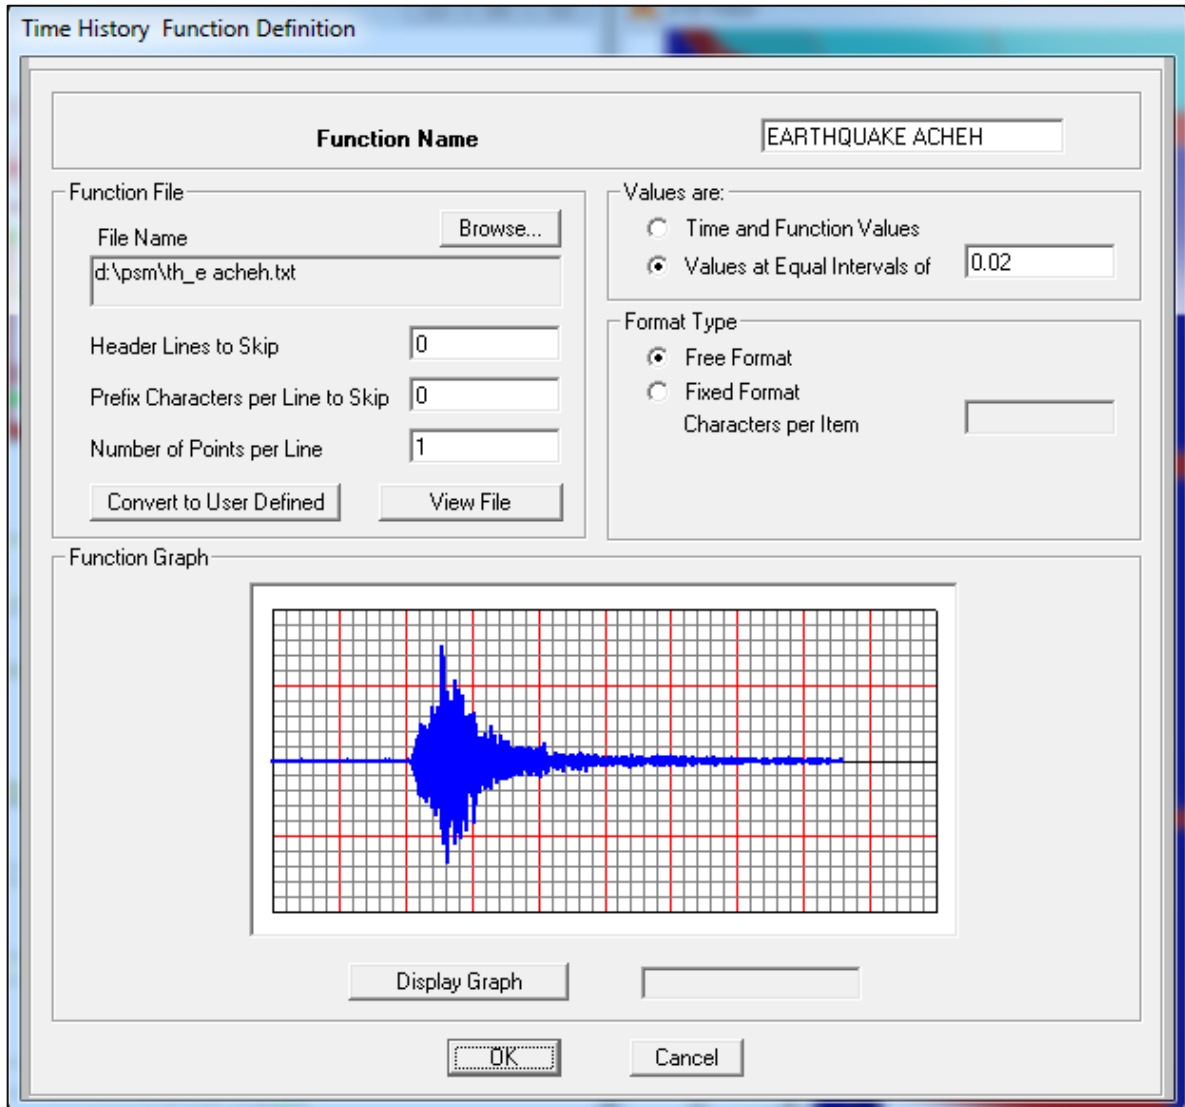 Time History  Function Definition
Function Name
EARTHQUAKE ACHEH
Function File
File Name
Browse...
d:\psm\th_e acheh.txt
Header Lines to Skip
0
Prefix Characters per Line to Skip
0
Number of Points per Line
1
Convert to User Defined
View File
Values are:
Time and Function Values
Values at Equal Intervals of
0.02
Format Type
Free Format
Fixed Format
Characters per Item
Function Graph
Display Graph
OK
Cancel